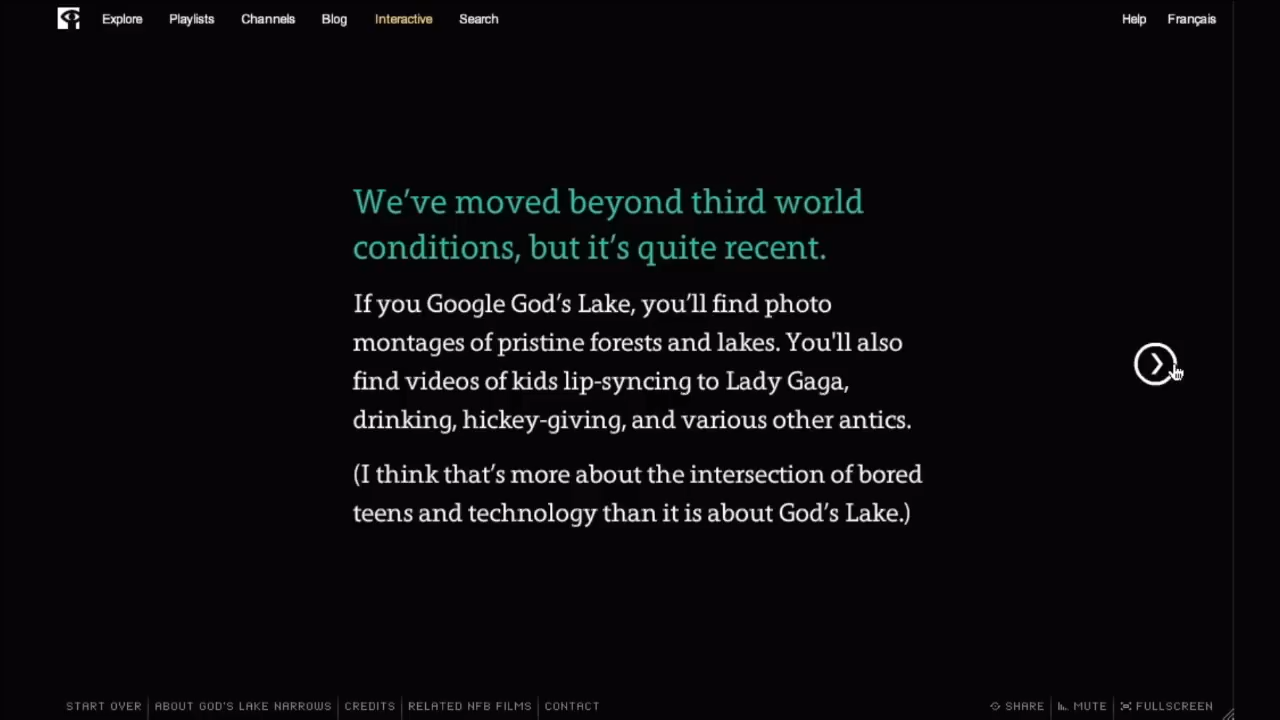 Explore Playlists Channels Blog Interactive Search Help Français
We’ve moved beyond third world
conditions, but it’s quite recent.
If you Google God’s Lake, you’ll find photo
montages of pristine forests and lakes. You'll also
find videos of kids lip-syncing to Lady Gaga,
drinking, hickey-giving, and various other antics.
(I think that’s more about the intersection of bored
teens and technology than it is about God’s Lake.)
START OVER ABOUT GOD'S LAKE NARROWS CREDITS RELATED NFB FILMS CONTACT SHARE MUTE FULLSCREEN